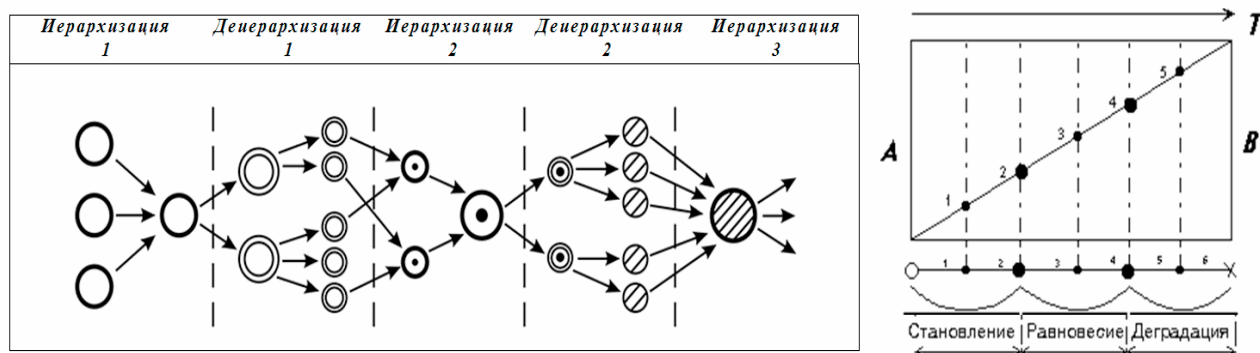 Иерархизация 1
Деиерархизация 1
Иерархизация 2
Деиерархизация 2
Иерархизация 3
T
A
B
1
2
3
4
5
1 2 3 4 5 6
Становление Равновесие Деградация